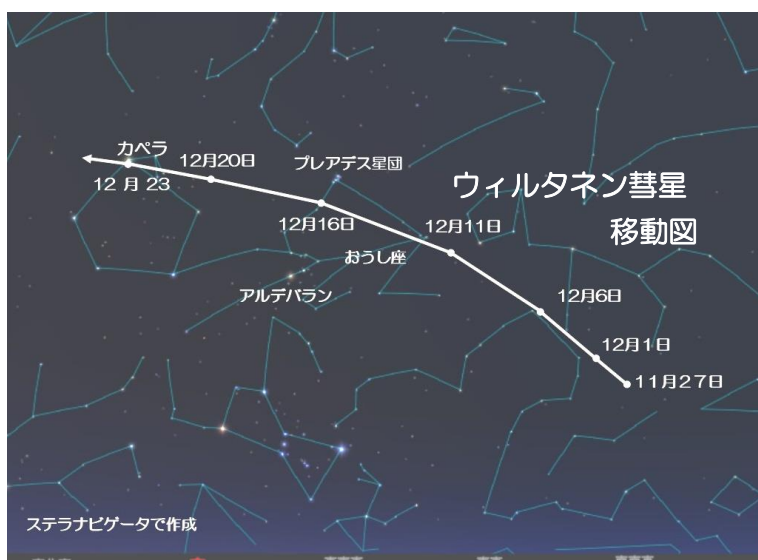 カペラ
12月20日
プレアデス星団
12 月 23
ウィルタネン彗星
12月16日
12月11日
移動図
おうし座
アルデバラン
12月6日
12月1日
11月27日
ステラナビゲータで作成